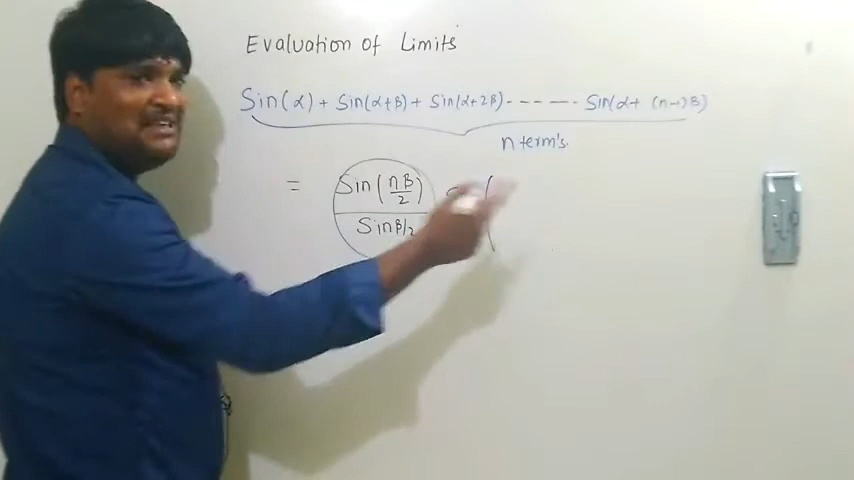 Evaluation of Limits
Sin(α) + Sin(α+β) + Sin(α+2β) - - - - - - Sin(α + (n-1)β)
n term's.
= Sin(nβ/2)
Sinβ/2 (